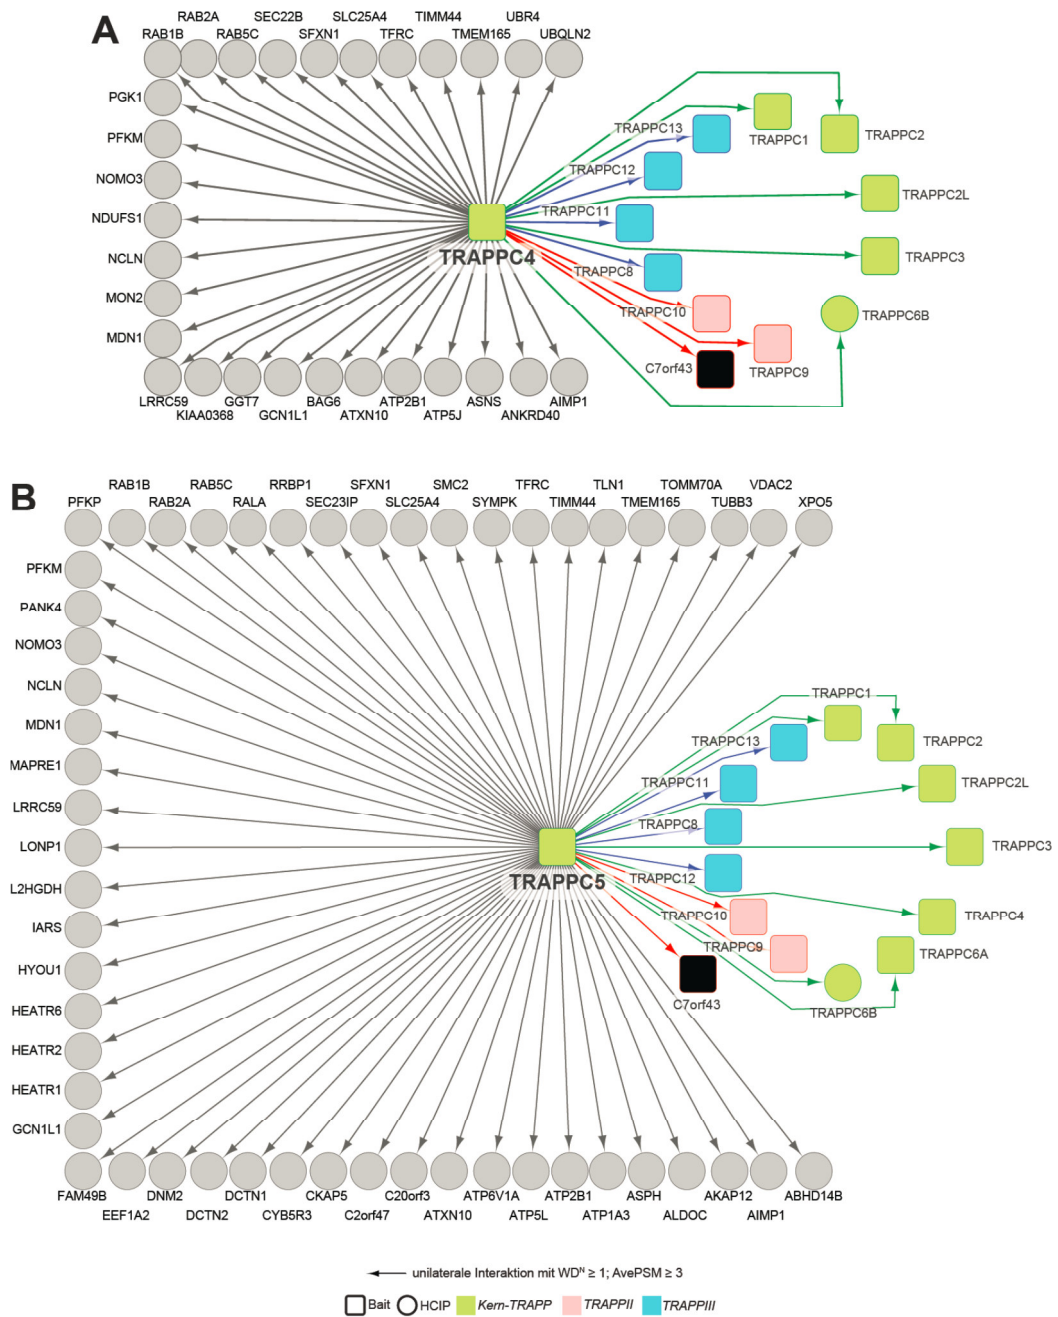 A
RAB2A SEC22B SLC25A4 TIMM44 UBR4
RAB1B RAB5C SFXN1 TFRC TMEM165 UBQLN2
PGK1
PFKM
NOMO3
NDUFS1
NCLN
MON2
MDN1
LRRC59 GGT7 BAG6 ATP2B1 ASNS AIMP1
KIAA0368 GCN1L1 ATXN10 ATP5J ANKRD40
TRAPPC4
TRAPPC13
TRAPPC1
TRAPPC2
TRAPPC12
TRAPPC2L
TRAPPC11
TRAPPC3
TRAPPC8
TRAPPC10
TRAPPC6B
C7orf43
TRAPPC9
B
RAB1B RAB5C RRBP1 SFXN1 SMC2 TFRC TLN1 TOMM70A VDAC2
PFKP RAB2A RALA SEC23IP SLC25A4 SYMPK TIMM44 TMEM165 TUBB3 XPO5
PFKM
PANK4
NOMO3
NCLN
MDN1
MAPRE1
LRRC59
LONP1
L2HGDH
IARS
HYOU1
HEATR6
HEATR2
HEATR1
GCN1L1
FAM49B DNM2 DCTN1 CKAP5 C20orf3 ATP6V1A ATP2B1 ASPH AKAP12 ABHD14B
EEF1A2 DCTN2 CYB5R3 C2orf47 ATXN10 ATP5L ATP1A3 ALDOC AIMP1
TRAPPC5
TRAPPC1
TRAPPC13
TRAPPC2
TRAPPC11
TRAPPC2L
TRAPPC8
TRAPPC3
TRAPPC12
TRAPPC10
TRAPPC4
TRAPPC9
TRAPPC6A
C7orf43
TRAPPC6B
unilaterale Interaktion mit WDᴺ ≥ 1; AvePSM ≥ 3
Bait HCIP Kern-TRAPP TRAPPII TRAPPIII